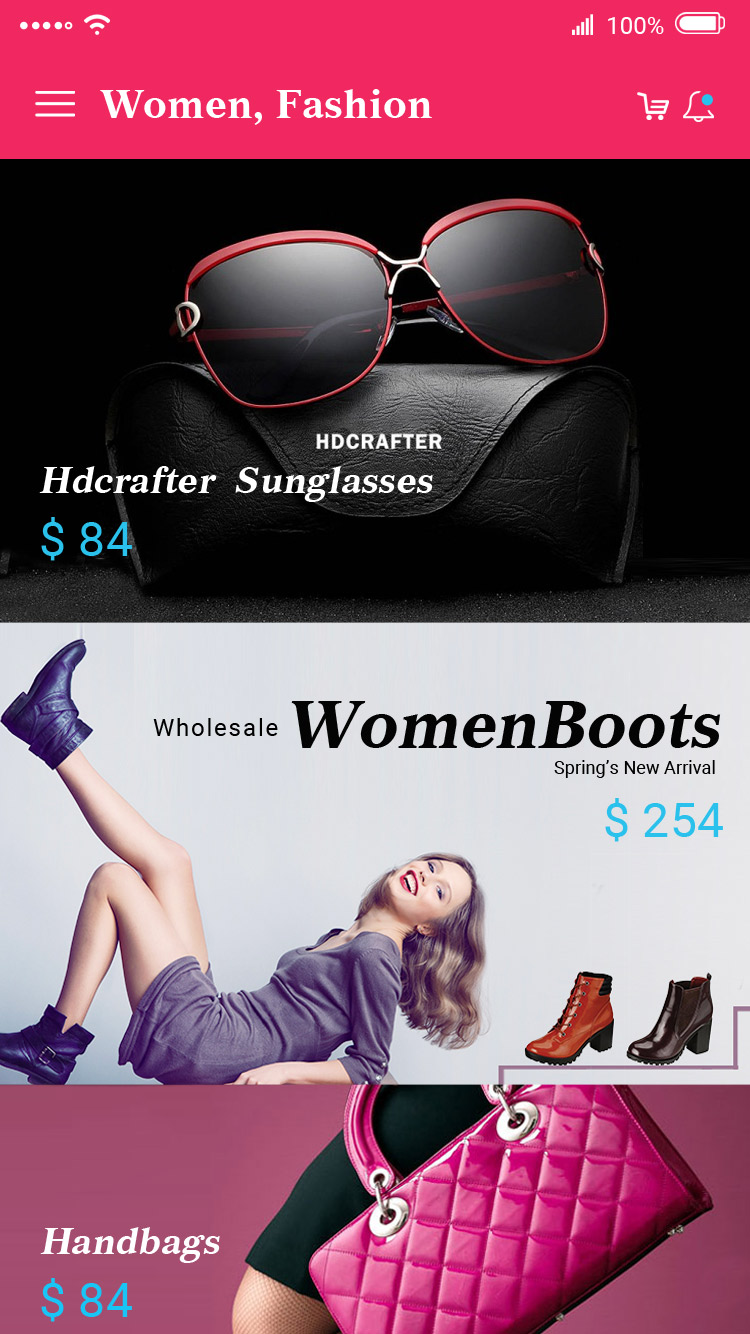 100%
Women, Fashion
HDCRAFTER
Hdcrafter Sunglasses
$ 84
Wholesale WomenBoots
Spring’s New Arrival
$ 254
Handbags
$ 84